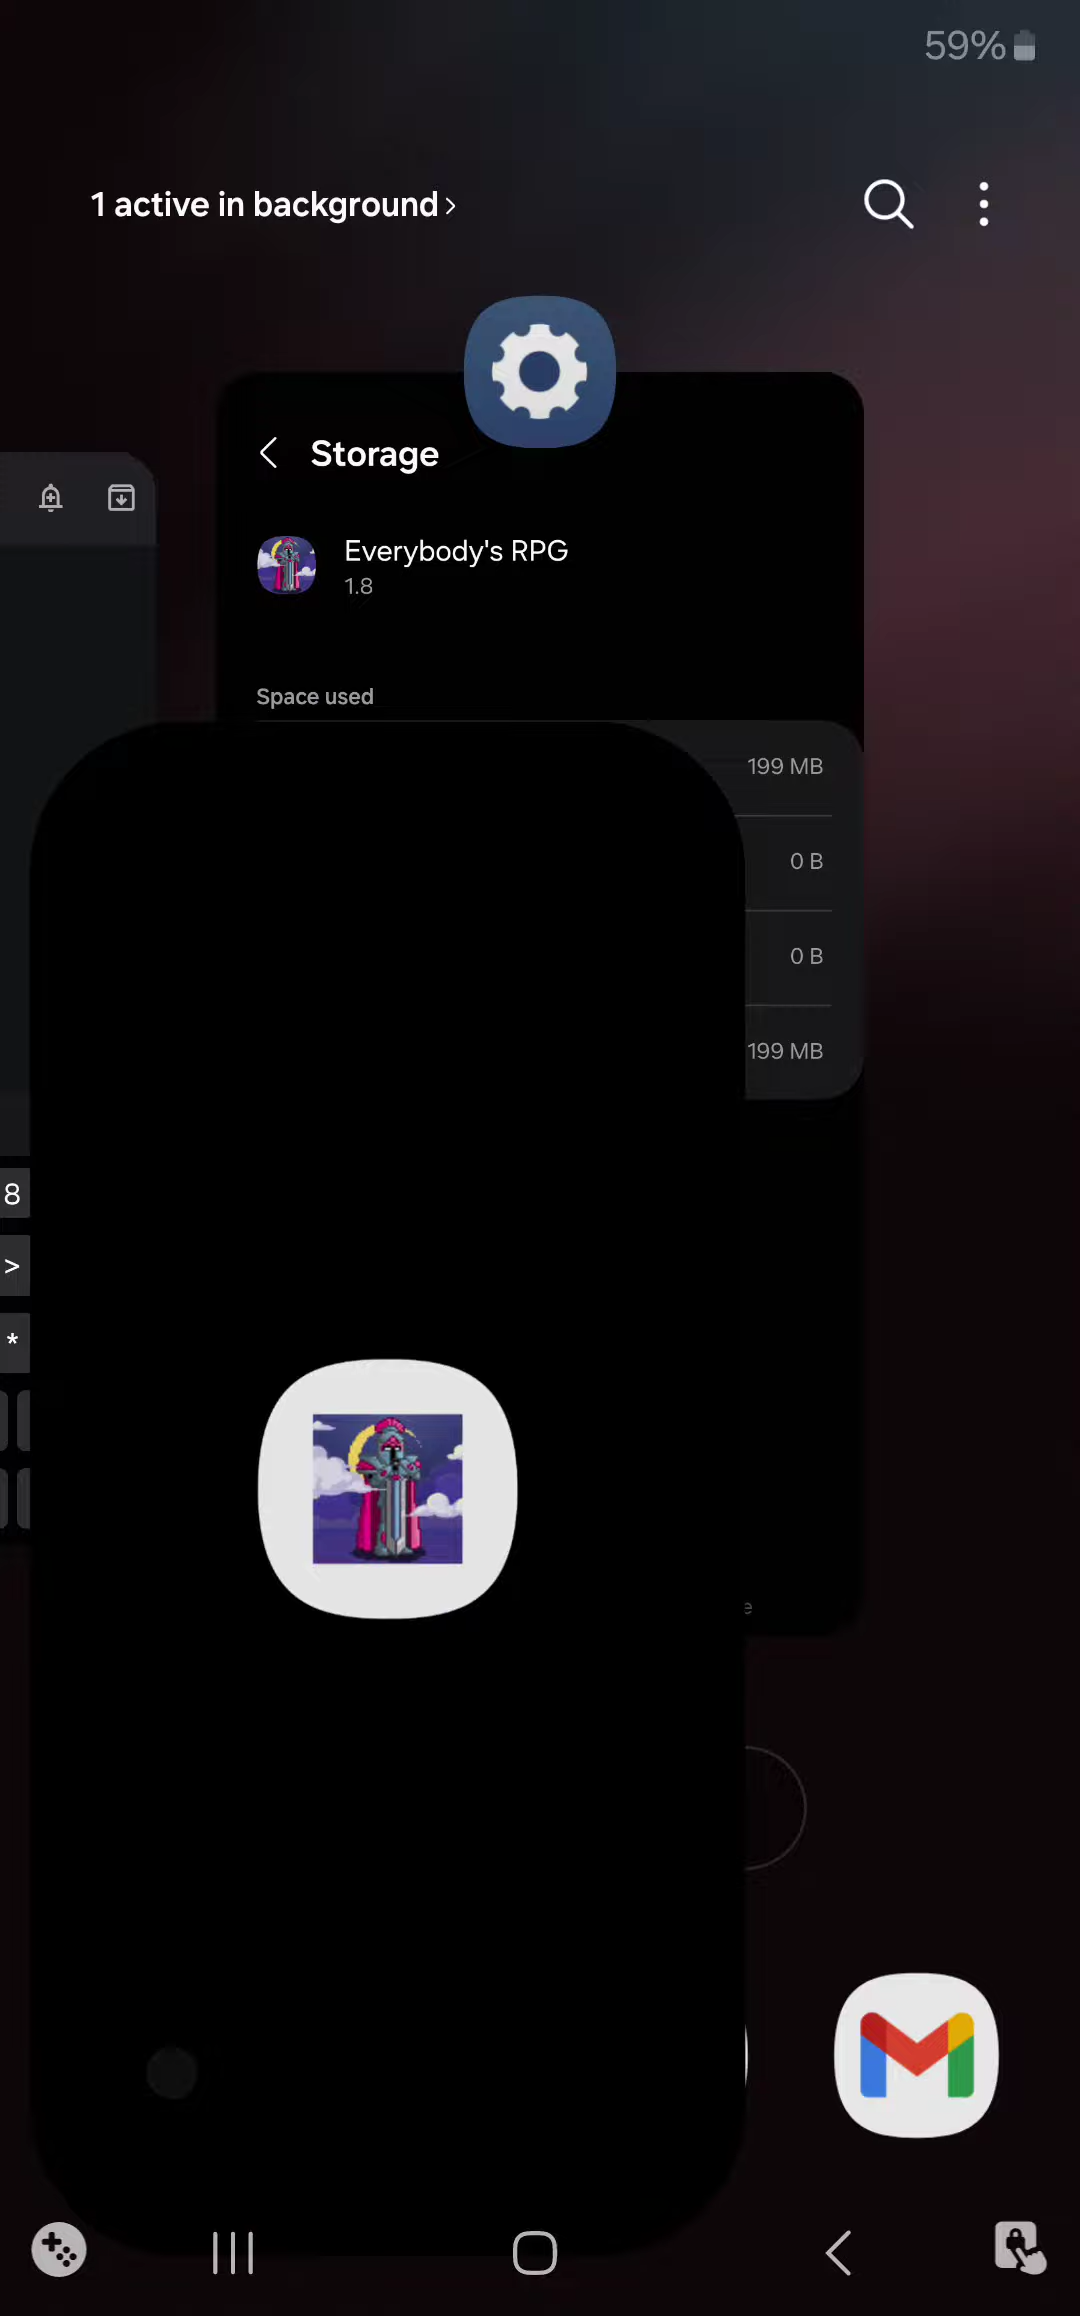 59%
1 active in background >
Storage
Everybody's RPG
1.8
Space used
199 MB
0 B
0 B
199 MB
8
>
*
e